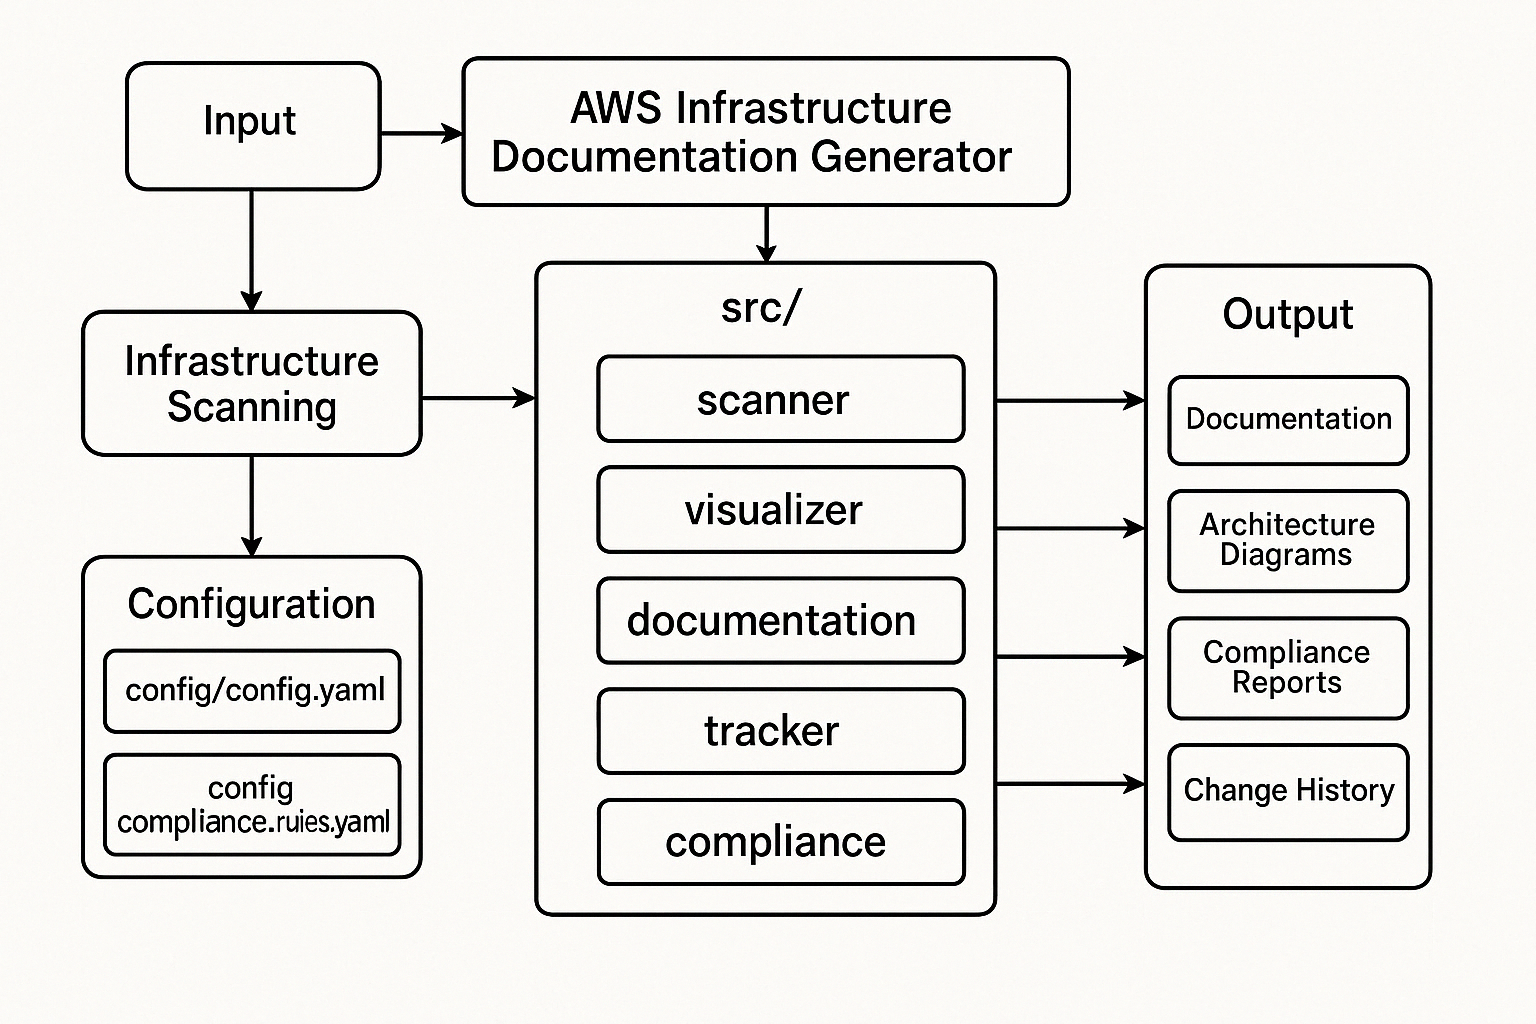 Input
AWS Infrastructure
Documentation Generator
Infrastructure
Scanning
Configuration
config/config.yaml
config
compliance.ruies.yaml
src/
scanner
visualizer
documentation
tracker
compliance
Output
Documentation
Architecture
Diagrams
Compliance
Reports
Change History